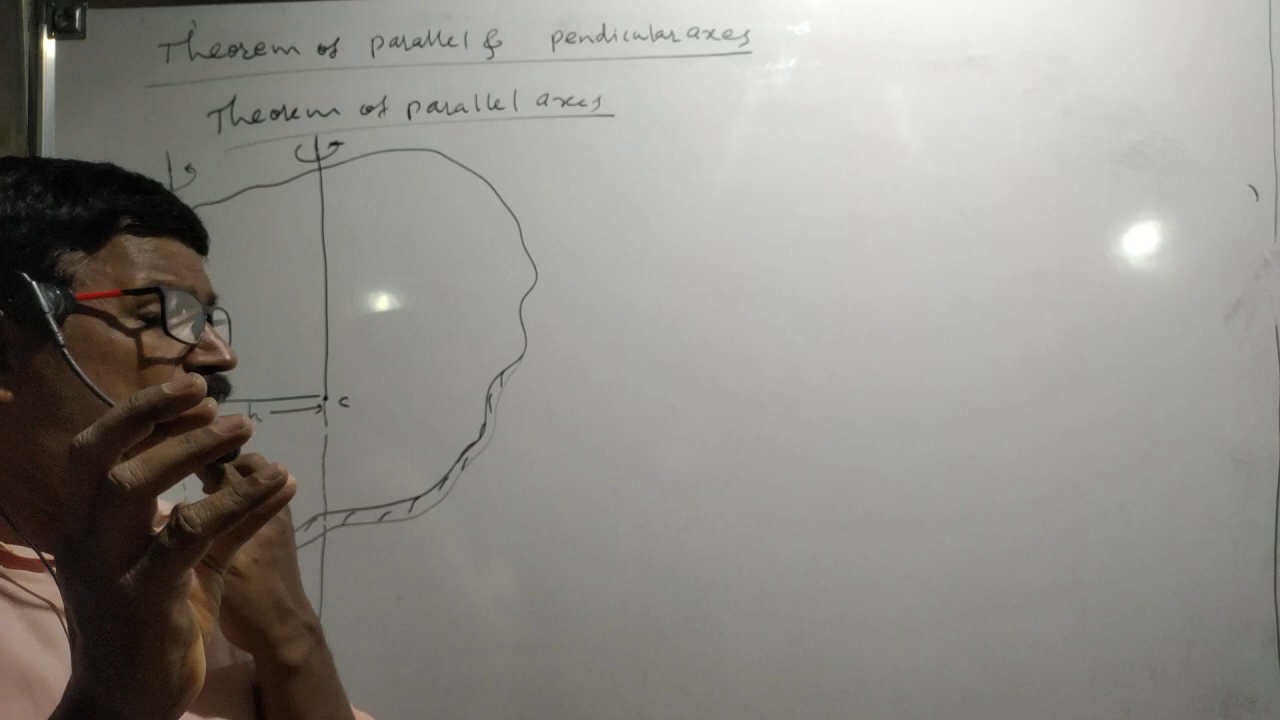 Theorem of parallel & pendicular axes
Theorem of parallel axes
h
c